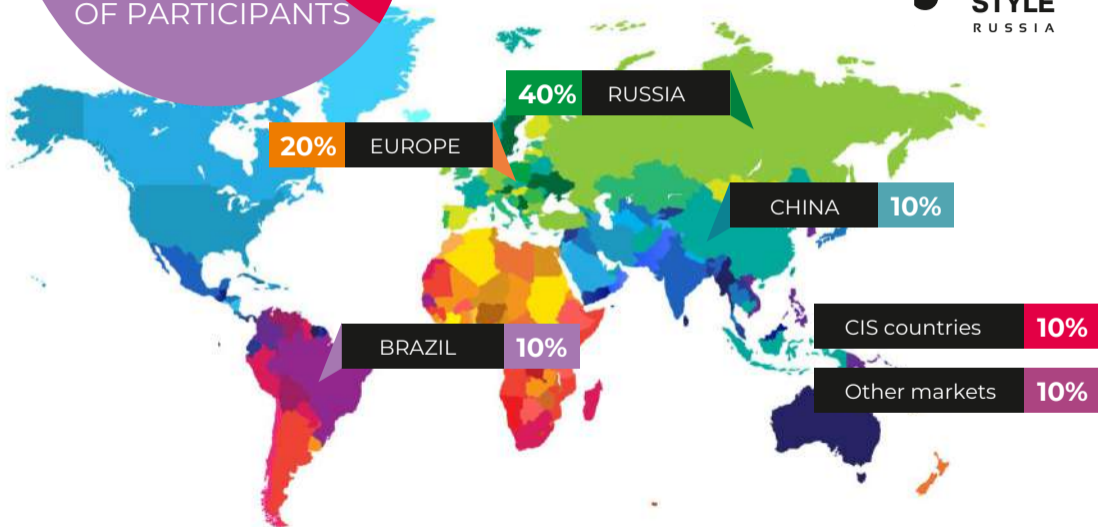 OF PARTICIPANTS
STYLE
RUSSIA
40% RUSSIA
20% EUROPE
CHINA 10%
CIS countries 10%
BRAZIL 10%
Other markets 10%